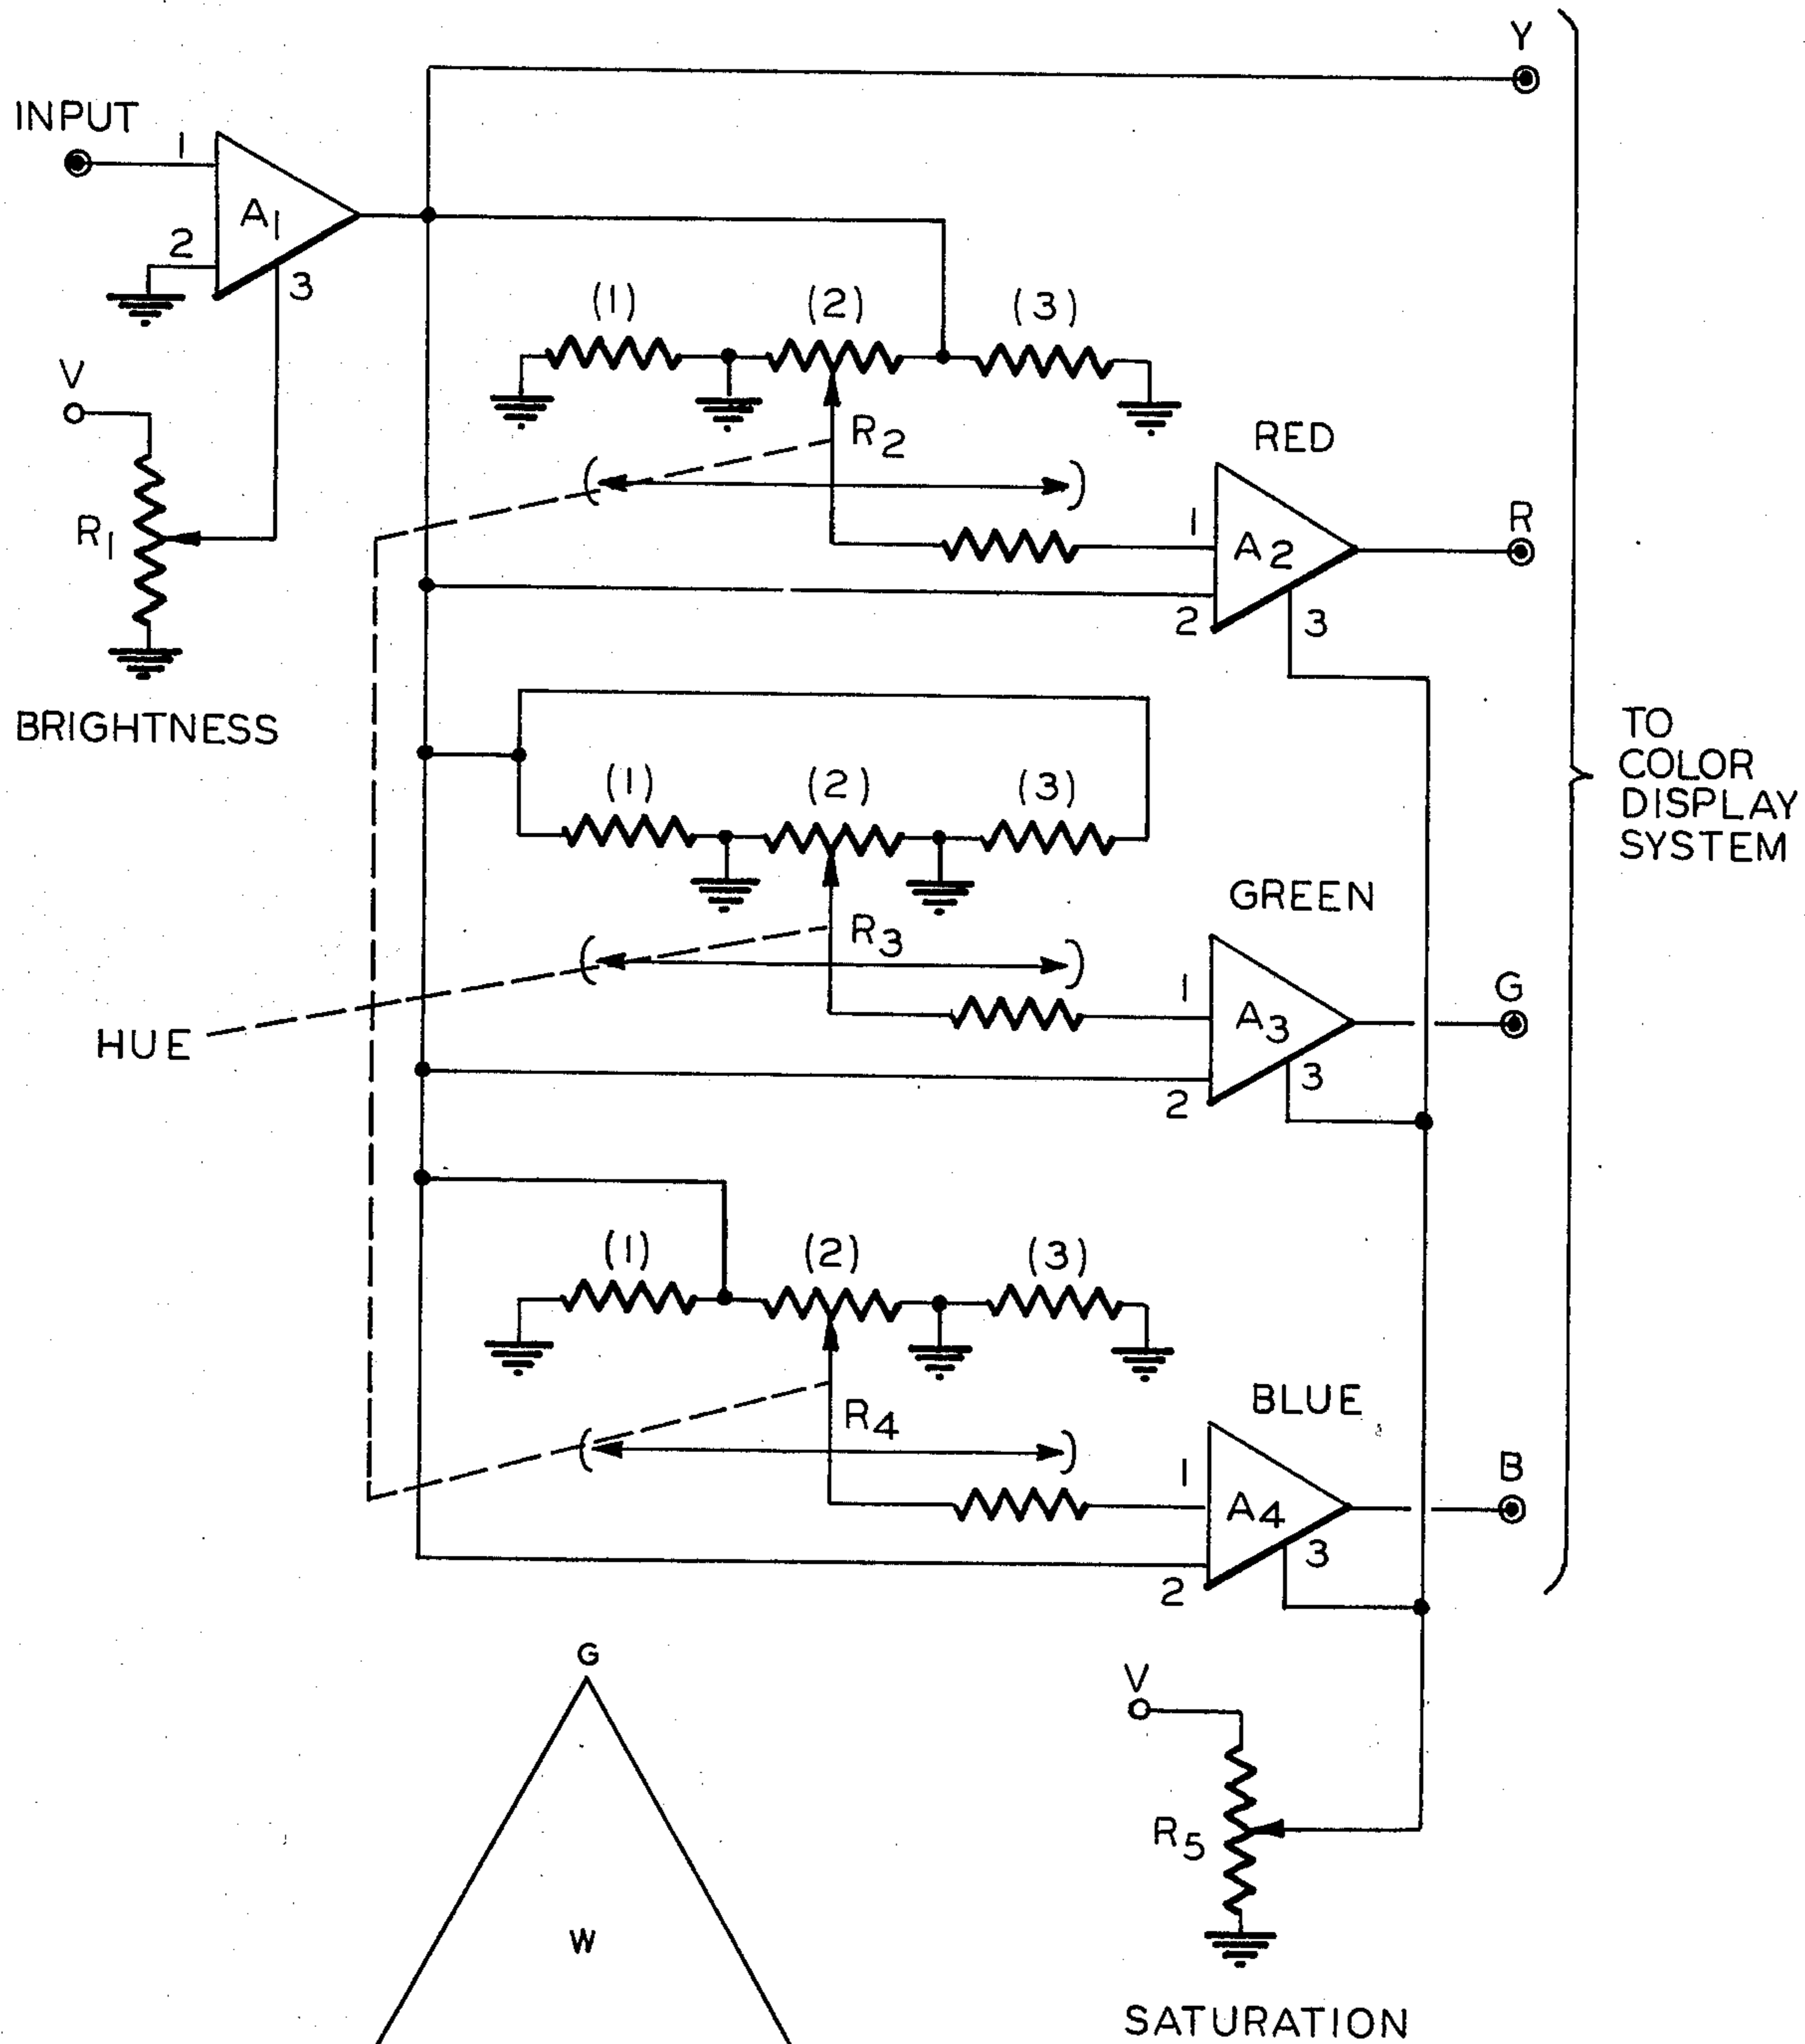 Y
INPUT
1
A1
2
3
(1) (2) (3)
V
R2
RED
R1
1
A2
R
2
3
BRIGHTNESS
TO
COLOR
DISPLAY
SYSTEM
(1) (2) (3)
GREEN
R3
HUE
1
A3
G
3
2
(1) (2) (3)
BLUE
R4
1
A4
B
3
2
G
V
R5
W
SATURATION